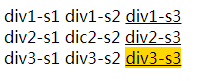 div1-s1 div1-s2 div1-s3
div2-s1 dic2-s2 div2-s3
div3-s1 div3-s2 div3-s3